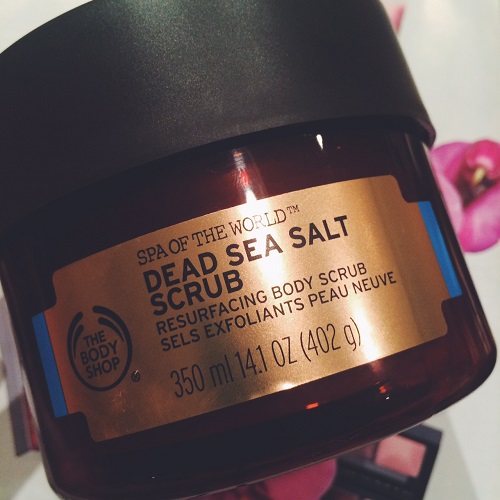 SPA OF THE WORLD™
DEAD SEA SALT
SCRUB
RESURFACING BODY SCRUB
SELS EXFOLIANTS PEAU NEUVE
350 ml 14.1 OZ (402 g)
THE
BODY
SHOP
®